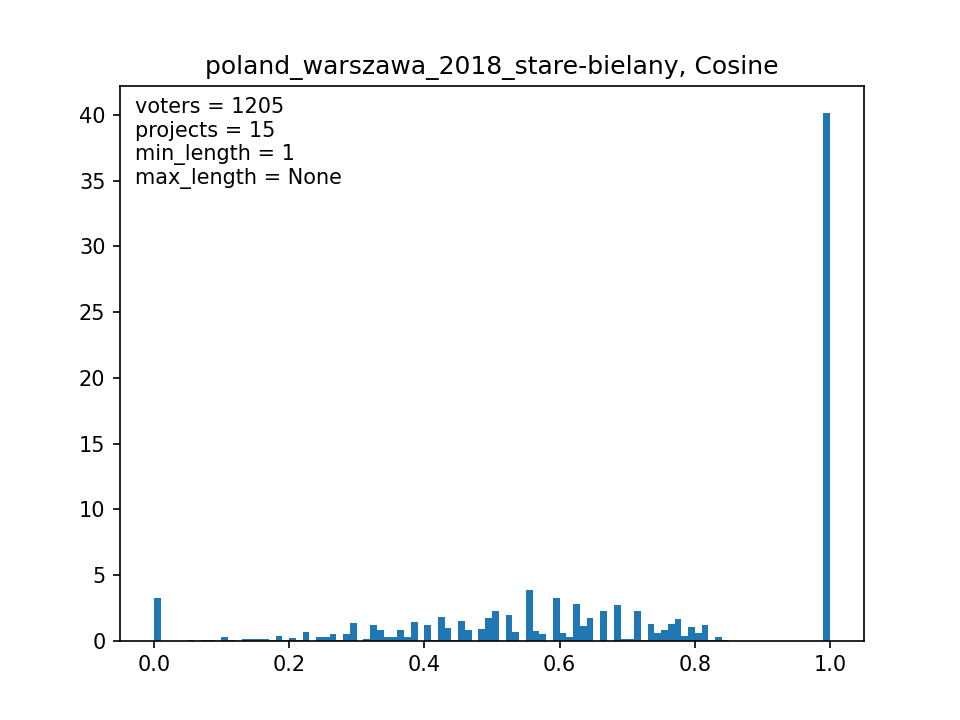 poland_warszawa_2018_stare-bielany, Cosine
voters = 1205
projects = 15
min_length = 1
max_length = None
40
35
30
25
20
15
10
5
0
0.0 0.2 0.4 0.6 0.8 1.0